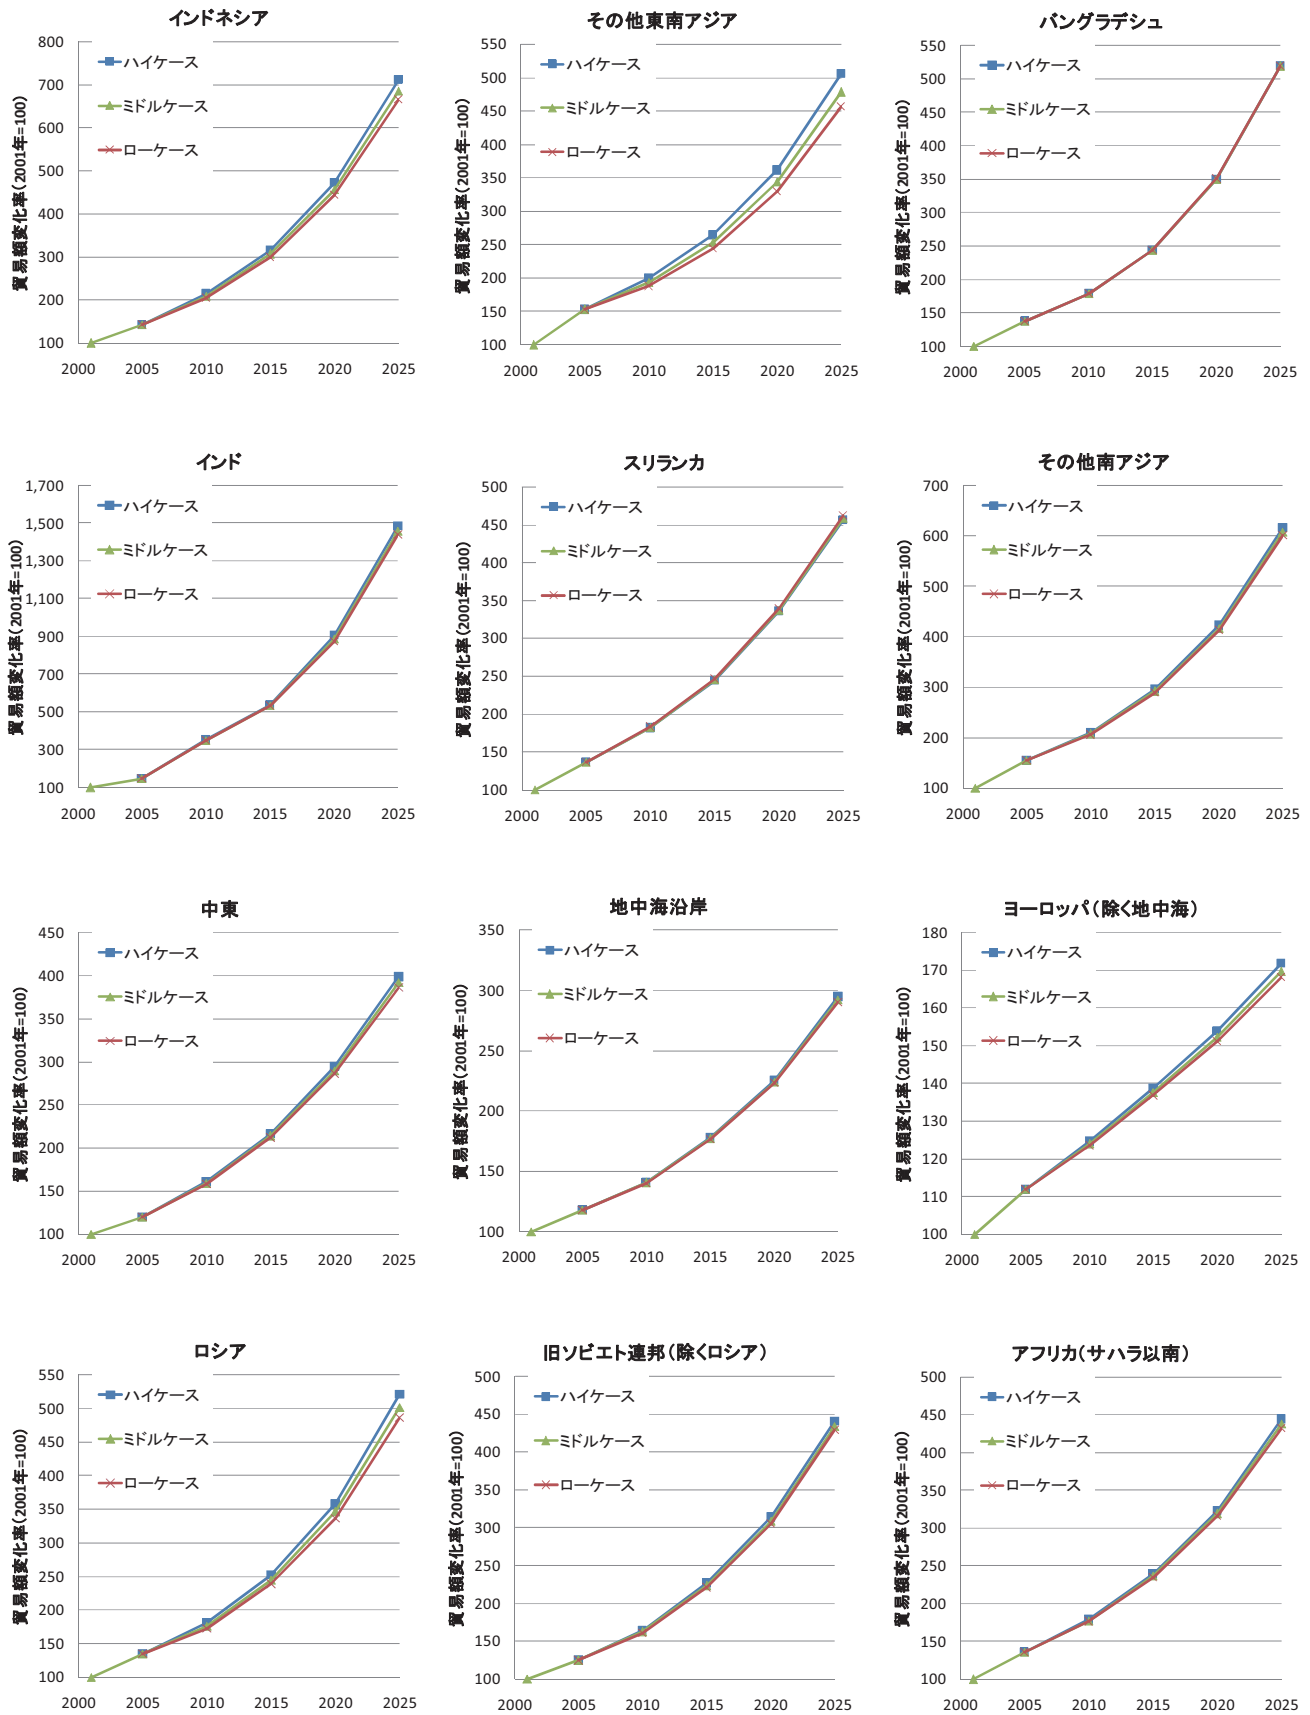 インドネシア
貿易額変化率(2001年=100)
800
700
600
500
400
300
200
100
ハイケース
ミドルケース
ローケース
2000 2005 2010 2015 2020 2025
その他東南アジア
貿易額変化率(2001年=100)
550
500
450
400
350
300
250
200
150
100
ハイケース
ミドルケース
ローケース
2000 2005 2010 2015 2020 2025
バングラデシュ
貿易額変化率(2001年=100)
550
500
450
400
350
300
250
200
150
100
ハイケース
ミドルケース
ローケース
2000 2005 2010 2015 2020 2025
インド
貿易額変化率(2001年=100)
1,700
1,500
1,300
1,100
900
700
500
300
100
ハイケース
ミドルケース
ローケース
2000 2005 2010 2015 2020 2025
スリランカ
貿易額変化率(2001年=100)
500
450
400
350
300
250
200
150
100
ハイケース
ミドルケース
ローケース
2000 2005 2010 2015 2020 2025
その他南アジア
貿易額変化率(2001年=100)
700
600
500
400
300
200
100
ハイケース
ミドルケース
ローケース
2000 2005 2010 2015 2020 2025
中東
貿易額変化率(2001年=100)
450
400
350
300
250
200
150
100
ハイケース
ミドルケース
ローケース
2000 2005 2010 2015 2020 2025
地中海沿岸
貿易額変化率(2001年=100)
350
300
250
200
150
100
ハイケース
ミドルケース
ローケース
2000 2005 2010 2015 2020 2025
ヨーロッパ(除く地中海)
貿易額変化率(2001年=100)
180
170
160
150
140
130
120
110
100
ハイケース
ミドルケース
ローケース
2000 2005 2010 2015 2020 2025
ロシア
貿易額変化率(2001年=100)
550
500
450
400
350
300
250
200
150
100
ハイケース
ミドルケース
ローケース
2000 2005 2010 2015 2020 2025
旧ソビエト連邦(除くロシア)
貿易額変化率(2001年=100)
500
450
400
350
300
250
200
150
100
ハイケース
ミドルケース
ローケース
2000 2005 2010 2015 2020 2025
アフリカ(サハラ以南)
貿易額変化率(2001年=100)
500
450
400
350
300
250
200
150
100
ハイケース
ミドルケース
ローケース
2000 2005 2010 2015 2020 2025